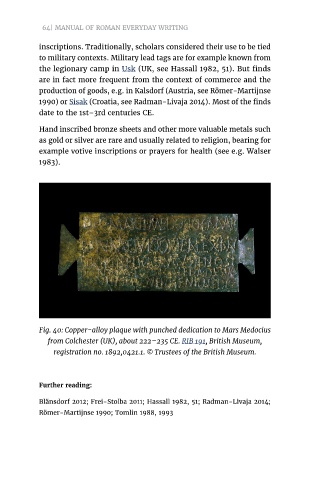 64| MANUAL OF ROMAN EVERYDAY WRITING
inscriptions. Traditionally, scholars considered their use to be tied
to military contexts. Military lead tags are for example known from
the legionary camp in Usk (UK, see Hassall 1982, 51). But finds
are in fact more frequent from the context of commerce and the
production of goods, e.g. in Kalsdorf (Austria, see Römer-Martijnse
1990) or Sisak (Croatia, see Radman-Livaja 2014). Most of the finds
date to the 1st–3rd centuries CE.
Hand inscribed bronze sheets and other more valuable metals such
as gold or silver are rare and usually related to religion, bearing for
example votive inscriptions or prayers for health (see e.g. Walser
1983).
Fig. 40: Copper-alloy plaque with punched dedication to Mars Medocius
from Colchester (UK), about 222–235 CE. RIB 191, British Museum,
registration no. 1892,0421.1. © Trustees of the British Museum.
Further reading:
Blänsdorf 2012; Frei-Stolba 2011; Hassall 1982, 51; Radman-Livaja 2014;
Römer-Martijnse 1990; Tomlin 1988, 1993